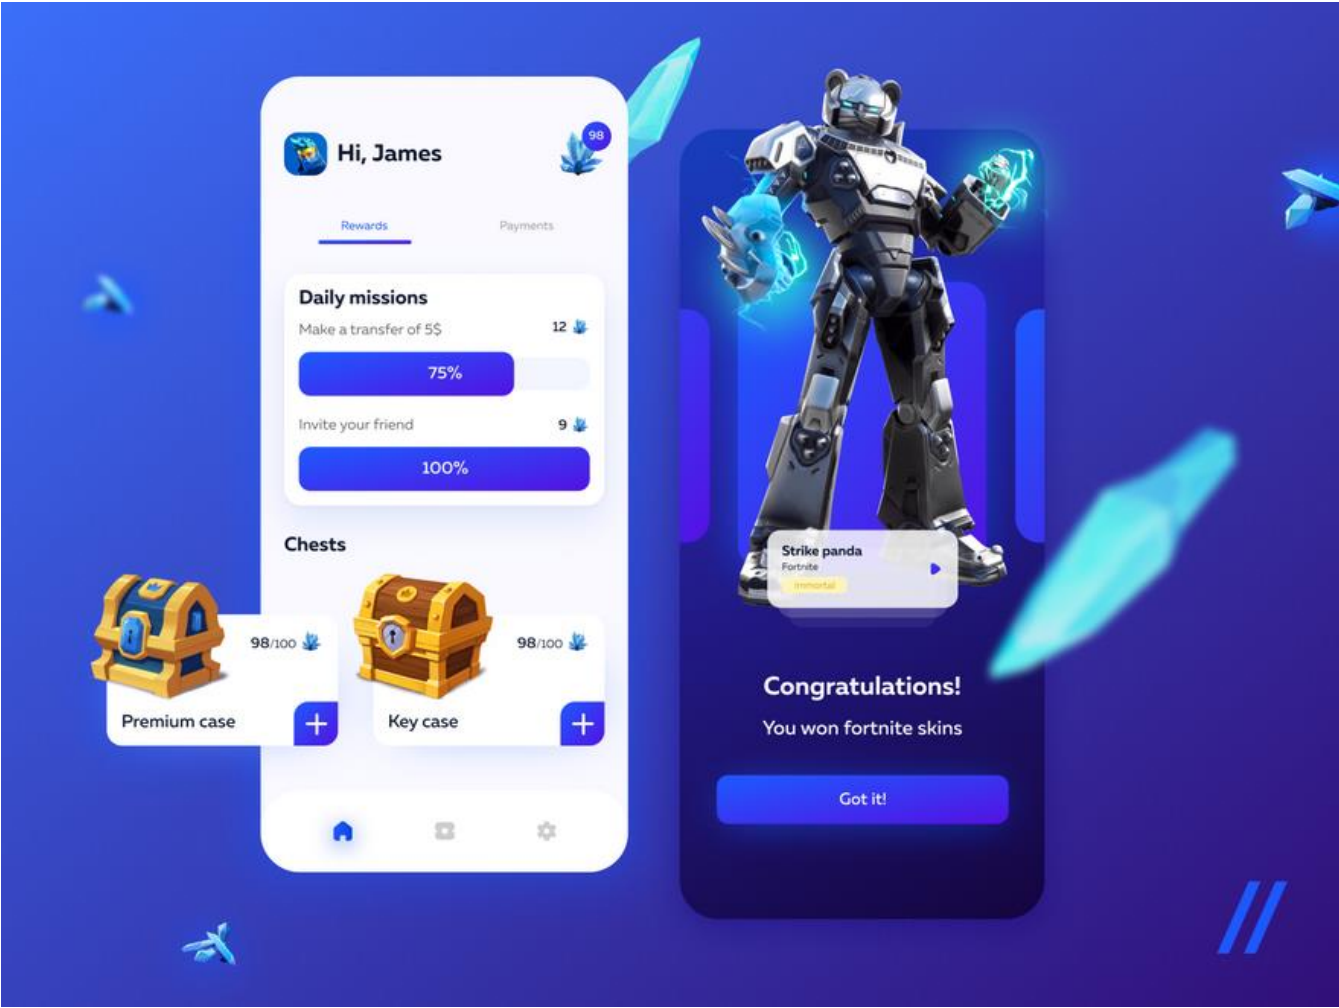 Hi, James
98
Rewards
Payments
Daily missions
Make a transfer of 5$
12
75%
Invite your friend
9
100%
Chests
98/100
Premium case
+
98/100
Key case
+
Strike panda
Fortnite
Immortal
Congratulations!
You won fortnite skins
Got it!